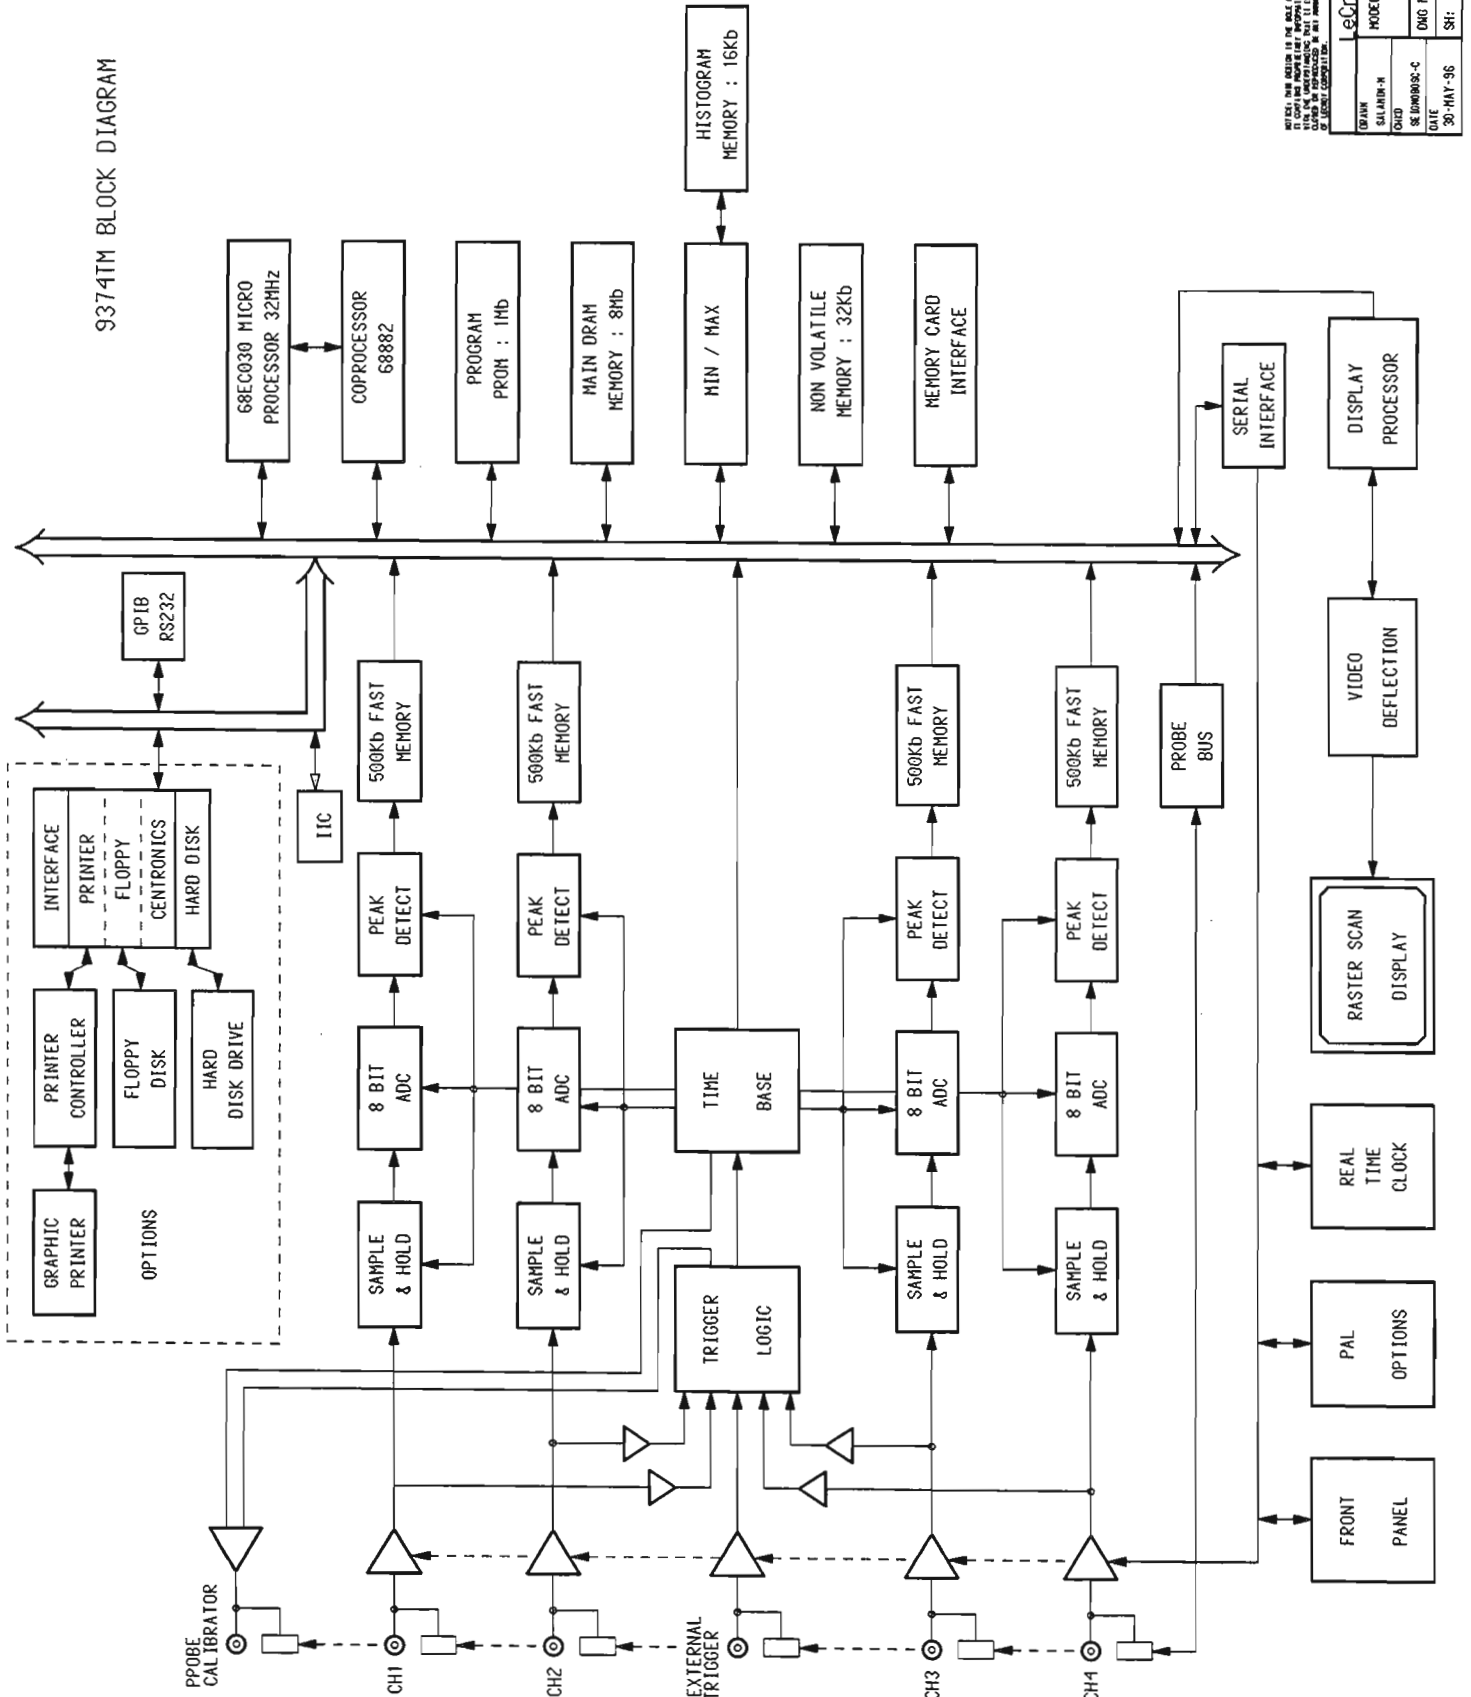 9374TM BLOCK DIAGRAM
68EC030 MICRO
PROCESSOR 32MHz
COPROCESSOR
68882
PROGRAM
PROM : 1Mb
MAIN DRAM
MEMORY : 8Mb
MIN / MAX
HISTOGRAM
MEMORY : 16Kb
NON VOLATILE
MEMORY : 32Kb
MEMORY CARD
INTERFACE
SERIAL
INTERFACE
DISPLAY
PROCESSOR
GPIB
RS232
IIC
INTERFACE
PRINTER
FLOPPY
CENTRONICS
HARD DISK
PRINTER
CONTROLLER
FLOPPY
DISK
HARD
DISK DRIVE
GRAPHIC
PRINTER
OPTIONS
500Kb FAST
MEMORY
500Kb FAST
MEMORY
500Kb FAST
MEMORY
500Kb FAST
MEMORY
PROBE
BUS
VIDEO
DEFLECTION
PEAK
DETECT
PEAK
DETECT
PEAK
DETECT
PEAK
DETECT
RASTER SCAN
DISPLAY
8 BIT
ADC
8 BIT
ADC
TIME
BASE
8 BIT
ADC
8 BIT
ADC
REAL
TIME
CLOCK
SAMPLE
& HOLD
SAMPLE
& HOLD
TRIGGER
LOGIC
SAMPLE
& HOLD
SAMPLE
& HOLD
PAL
OPTIONS
FRONT
PANEL
PPOBE
CALIBRATOR
CH1
CH2
EXTERNAL
TRIGGER
CH3
CH4
OF LECROY CORPORATION.
LeCr
DRAWN
SALAMIN-N
CHKD
DATE
30-MAY-96
MODEL
DWG
SH: